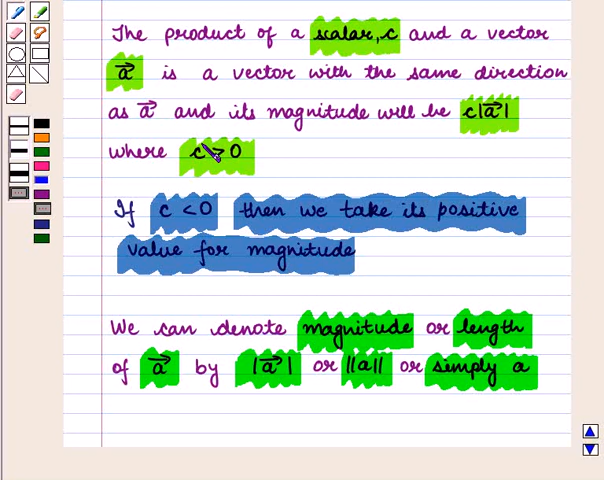 The product of a scalar, c and a vector
a⃗ is a vector with the same direction
as a⃗ and its magnitude will be c|a⃗|
where c > 0
If c < 0 then we take its positive
value for magnitude
We can denote magnitude or length
of a⃗ by |a⃗| or ||a|| or simply a